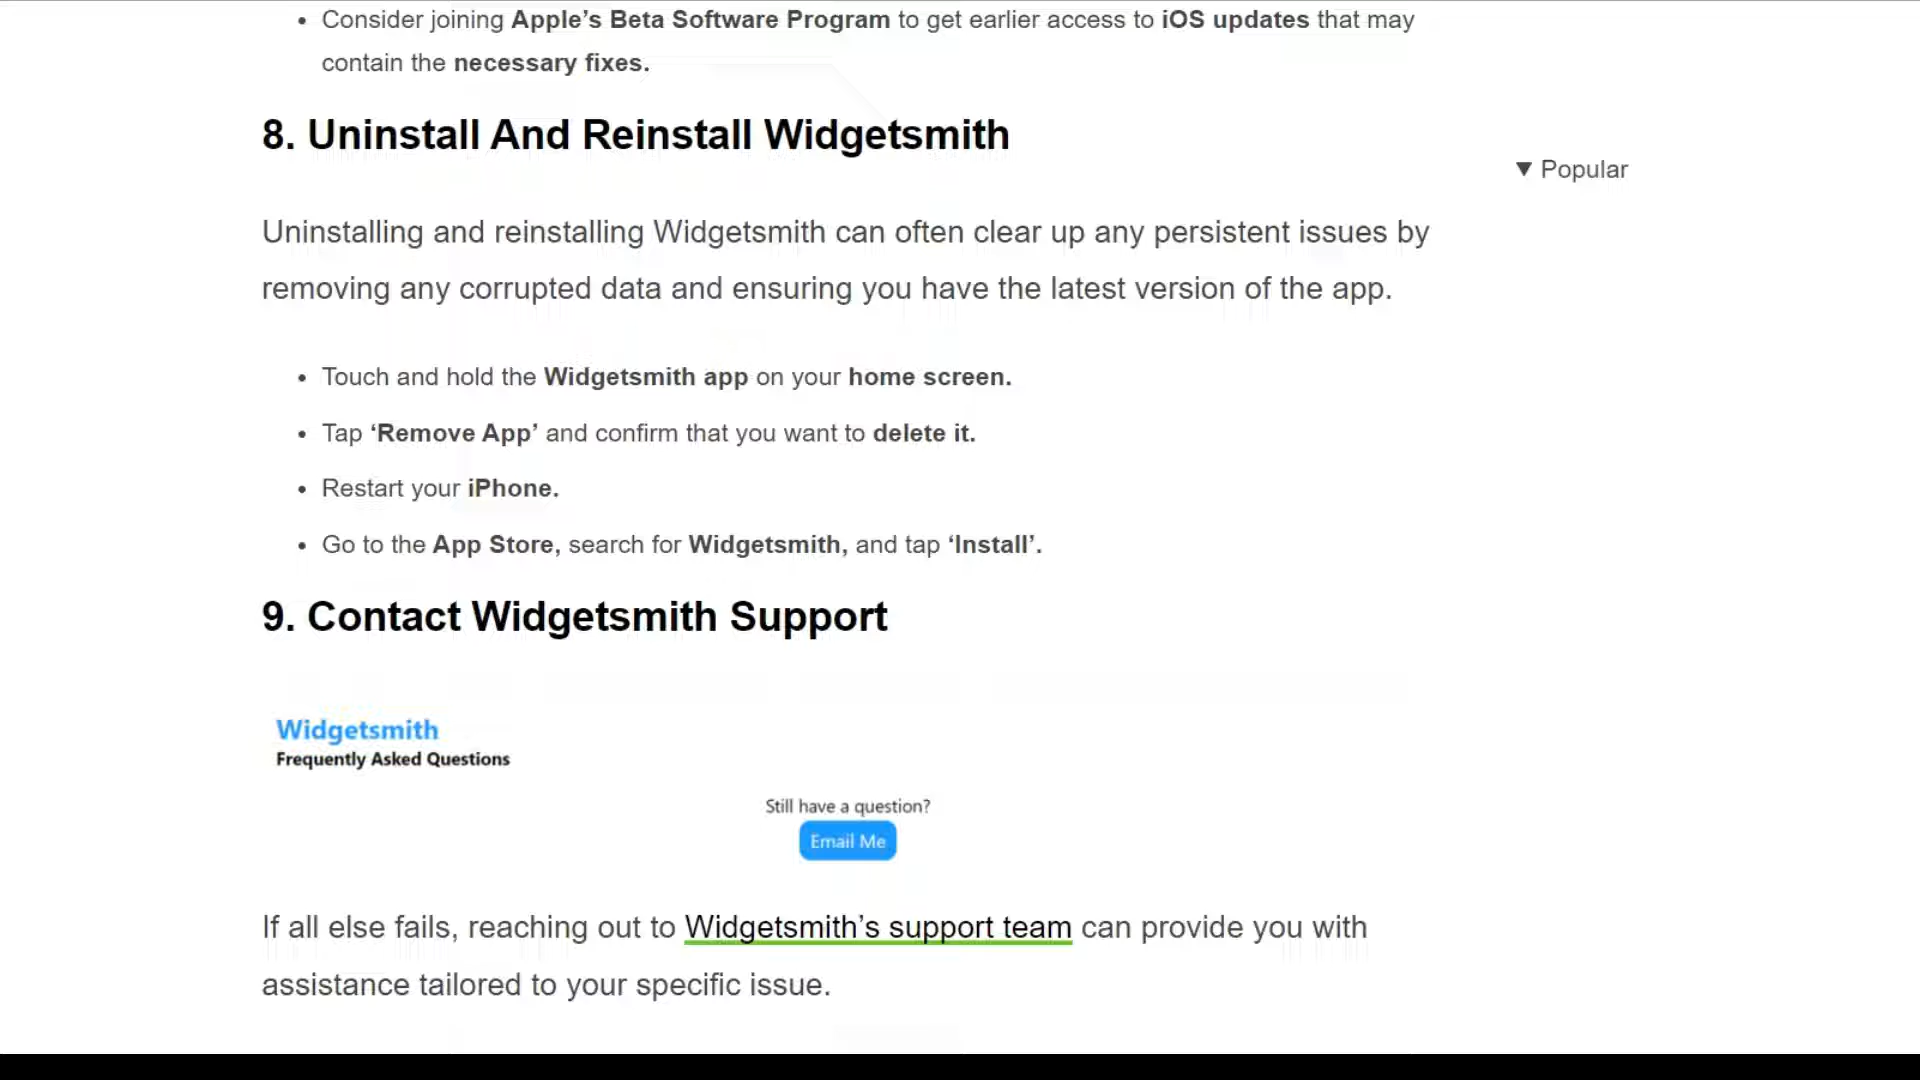 • Consider joining Apple’s Beta Software Program to get earlier access to iOS updates that may
contain the necessary fixes.
8. Uninstall And Reinstall Widgetsmith
▼ Popular
Uninstalling and reinstalling Widgetsmith can often clear up any persistent issues by
removing any corrupted data and ensuring you have the latest version of the app.
• Touch and hold the Widgetsmith app on your home screen.
• Tap ‘Remove App’ and confirm that you want to delete it.
• Restart your iPhone.
• Go to the App Store, search for Widgetsmith, and tap ‘Install’.
9. Contact Widgetsmith Support
Widgetsmith
Frequently Asked Questions
Still have a question?
Email Me
If all else fails, reaching out to Widgetsmith’s support team can provide you with
assistance tailored to your specific issue.